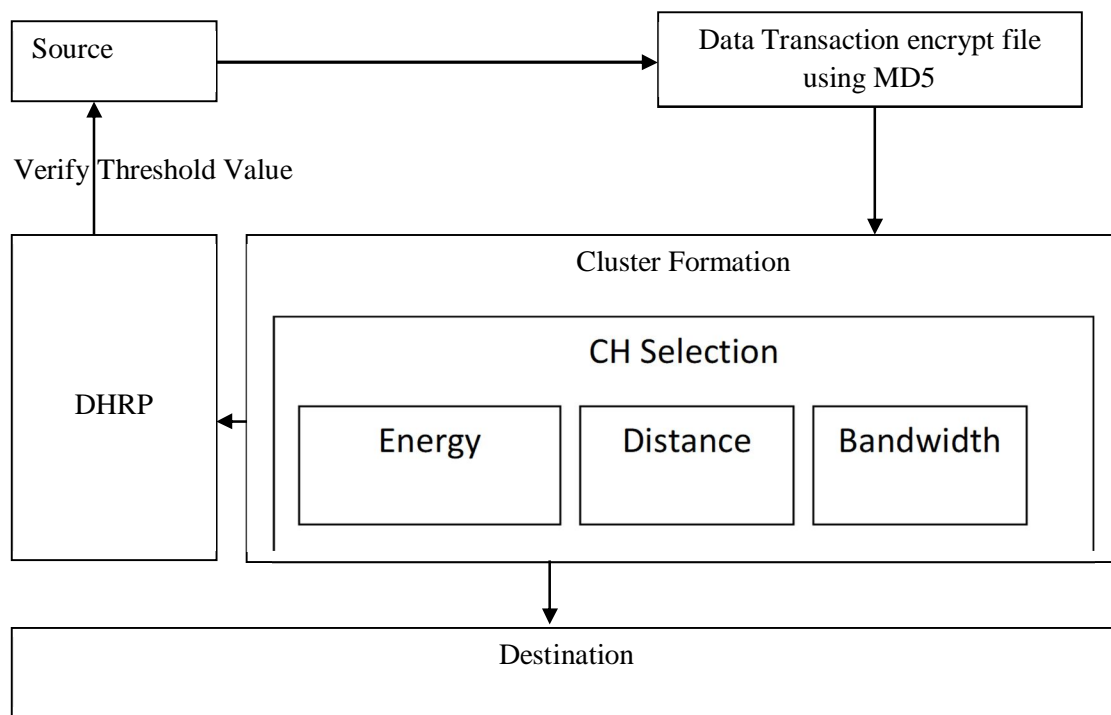 Source
Data Transaction encrypt file
using MD5
Verify Threshold Value
Cluster Formation
CH Selection
DHRP
Energy
Distance
Bandwidth
Destination